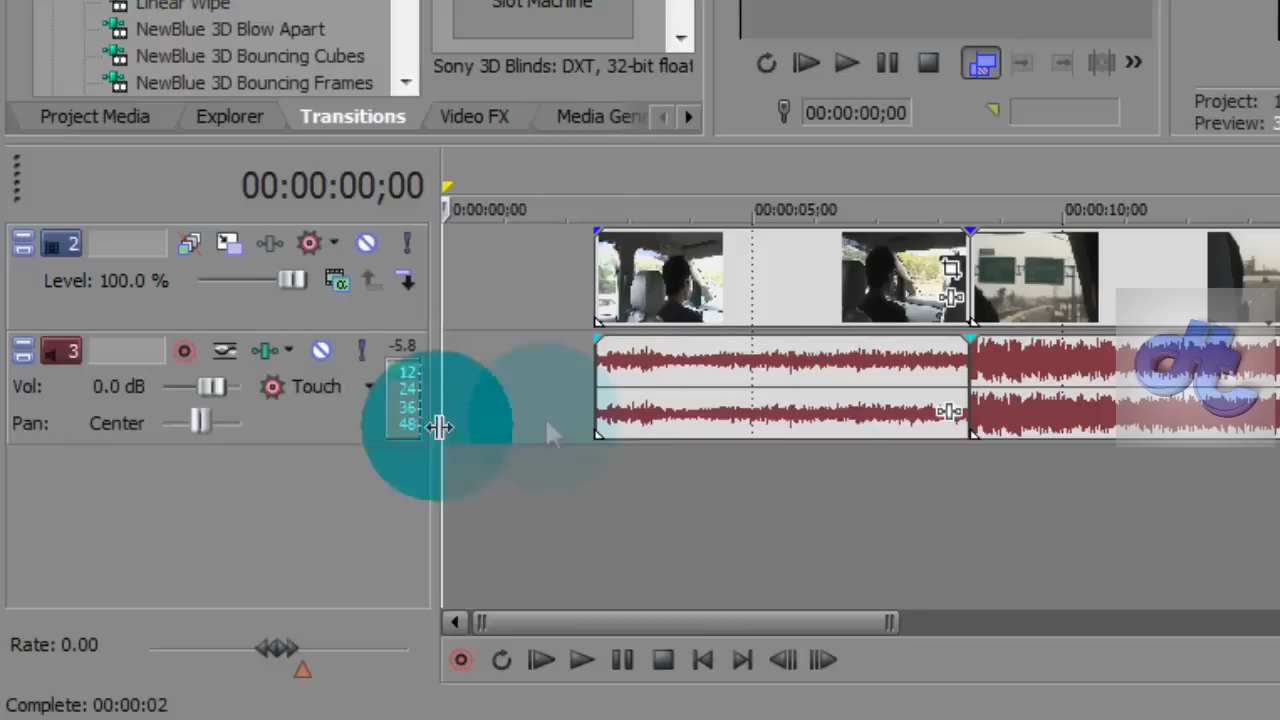 Linear Wipe
NewBlue 3D Blow Apart
NewBlue 3D Bouncing Cubes
NewBlue 3D Bouncing Frames
Slot Machine
Sony 3D Blinds: DXT, 32-bit float
Project Media
Explorer
Transitions
Video FX
Media Gen
00:00:00;00
Project:
Preview:
00:00:00;00
0:00:00;00
00:00:05;00
00:00:10;00
2
Level: 100.0 %
3
-5.8
12
24
36
48
Vol:
0.0 dB
Touch
Pan:
Center
dt
Rate: 0.00
Complete: 00:00:02